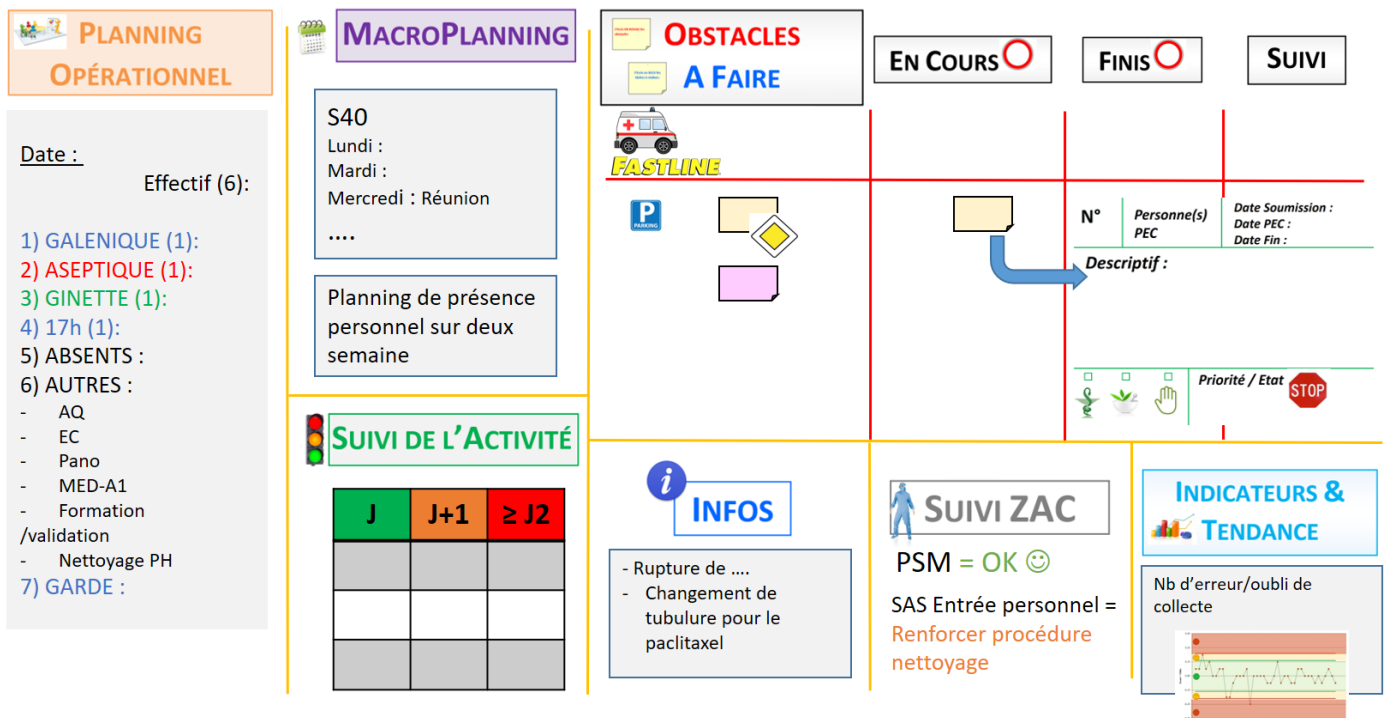 PLANNING
OPÉRATIONNEL
Date :
Effectif (6):
1) GALENIQUE (1):
2) ASEPTIQUE (1):
3) GINETTE (1):
4) 17h (1):
5) ABSENTS :
6) AUTRES :
- AQ
- EC
- Pano
- MED-A1
- Formation
/validation
- Nettoyage PH
7) GARDE :
MACROPLANNING
S40
Lundi :
Mardi :
Mercredi : Réunion
....
Planning de présence
personnel sur deux
semaine
SUIVI DE L'ACTIVITÉ
J J+1 ≥ J2
OBSTACLES
A FAIRE
EN COURS
FINIS
SUIVI
FASTLINE
P
PARKING
N°
Personne(s)
PEC
Date Soumission :
Date PEC :
Date Fin :
Descriptif :
Priorité / Etat
STOP
i
INFOS
- Rupture de ....
- Changement de
tubulure pour le
paclitaxel
SUIVI ZAC
PSM = OK ☺
SAS Entrée personnel =
Renforcer procédure
nettoyage
INDICATEURS &
TENDANCE
Nb d'erreur/oubli de
collecte